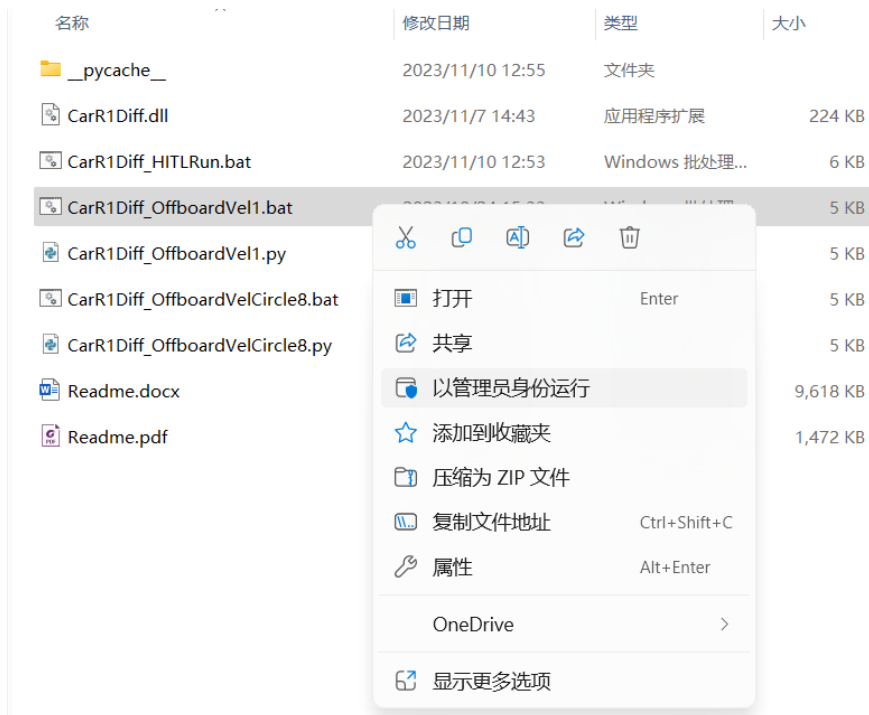 名称 修改日期 类型 大小
__pycache__ 2023/11/10 12:55 文件夹
CarR1Diff.dll 2023/11/7 14:43 应用程序扩展 224 KB
CarR1Diff_HITLRun.bat 2023/11/10 12:53 Windows 批处理... 6 KB
CarR1Diff_OffboardVel1.bat 5 KB
CarR1Diff_OffboardVel1.py 5 KB
CarR1Diff_OffboardVelCircle8.bat 5 KB
CarR1Diff_OffboardVelCircle8.py 5 KB
Readme.docx 9,618 KB
Readme.pdf 1,472 KB
打开 Enter
共享
以管理员身份运行
添加到收藏夹
压缩为 ZIP 文件
复制文件地址 Ctrl+Shift+C
属性 Alt+Enter
OneDrive
显示更多选项